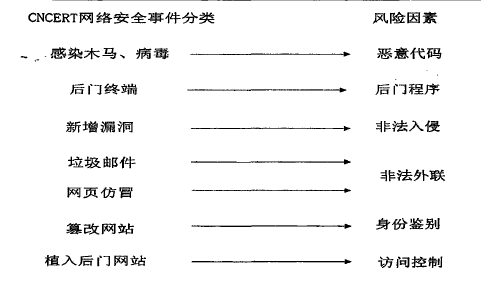 CNCERT网络安全事件分类 风险因素
感染木马、病毒 恶意代码
后门终端 后门程序
新增漏洞 非法入侵
垃圾邮件
非法外联
网页仿冒
篡改网站 身份鉴别
植入后门网站 访问控制